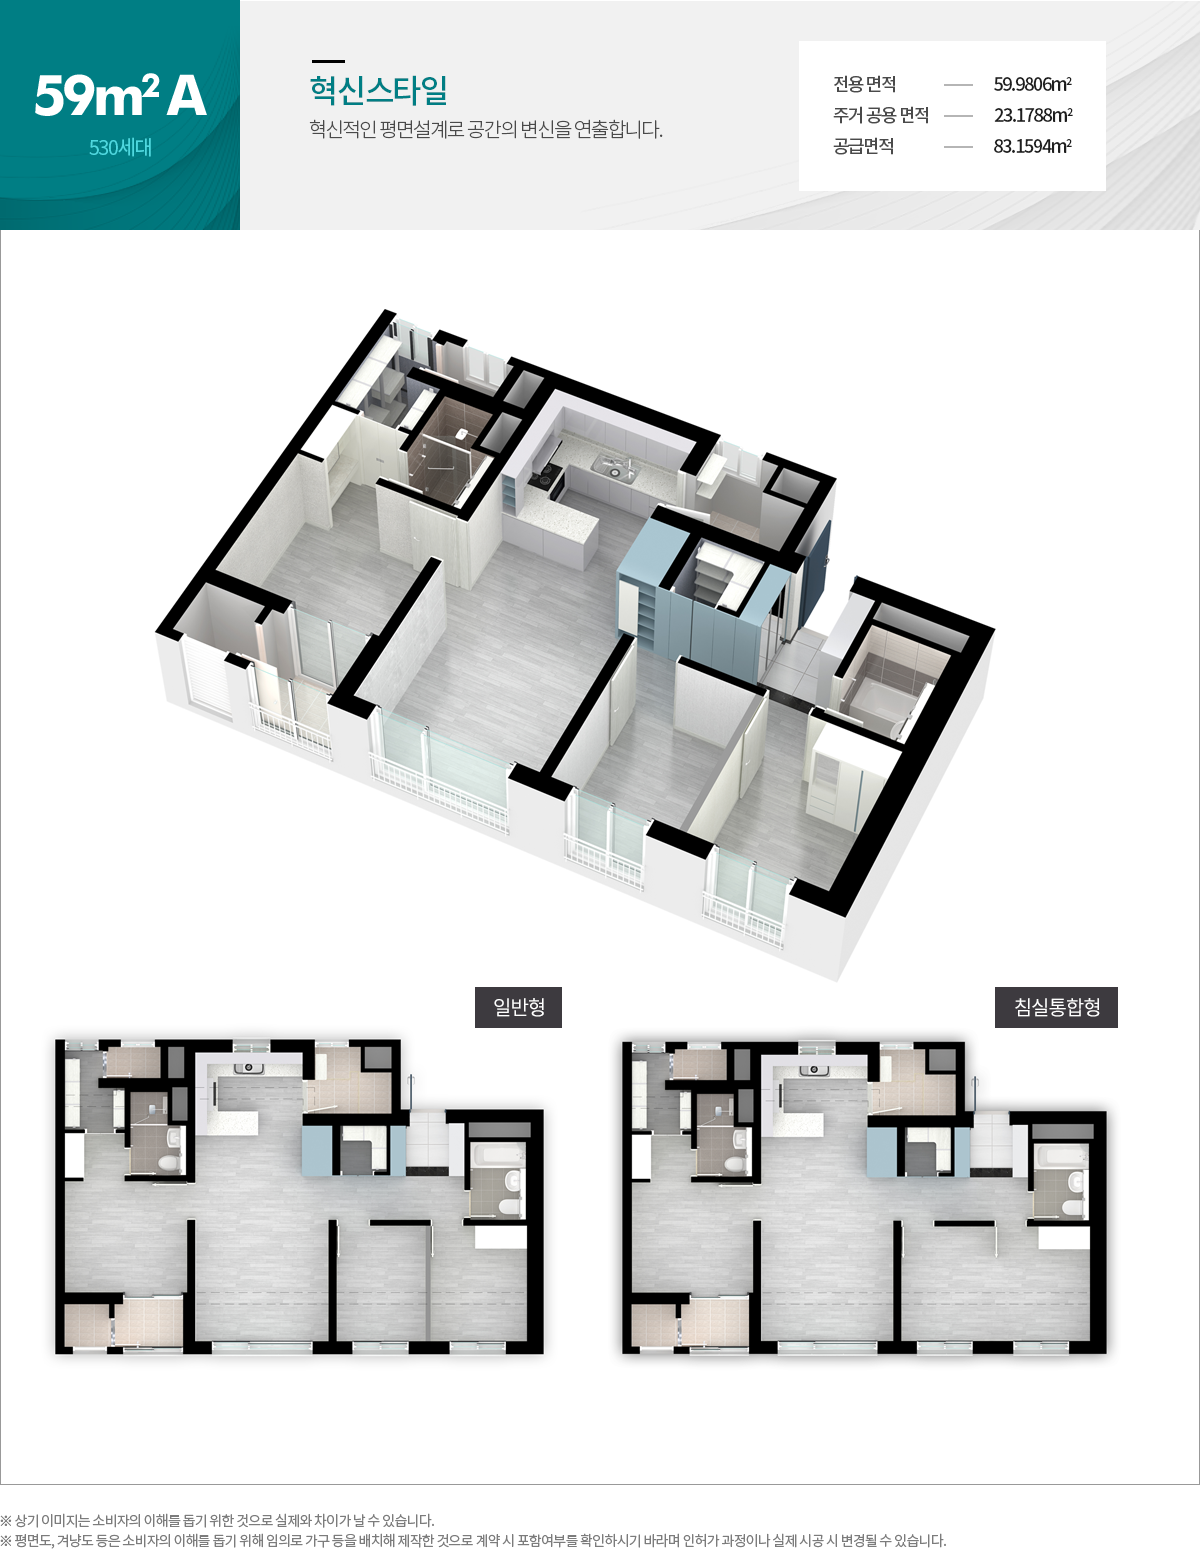 59m² A
530세대
혁신스타일
혁신적인 평면설계로 공간의 변신을 연출합니다.
전용 면적 59.9806m²
주거 공용 면적 23.1788m²
공급면적 83.1594m²
일반형
침실통합형
※ 상기 이미지는 소비자의 이해를 돕기 위한 것으로 실제와 차이가 날 수 있습니다.
※ 평면도, 겨냥도 등은 소비자의 이해를 돕기 위해 임의로 가구 등을 배치해 제작한 것으로 계약 시 포함여부를 확인하시기 바라며 인허가 과정이나 실제 시공 시 변경될 수 있습니다.